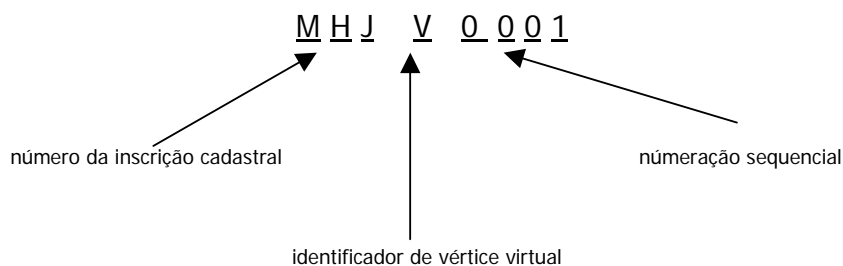 M H J V 0 0 0 1
número da inscrição cadastral
númeração sequencial
identificador de vértice virtual